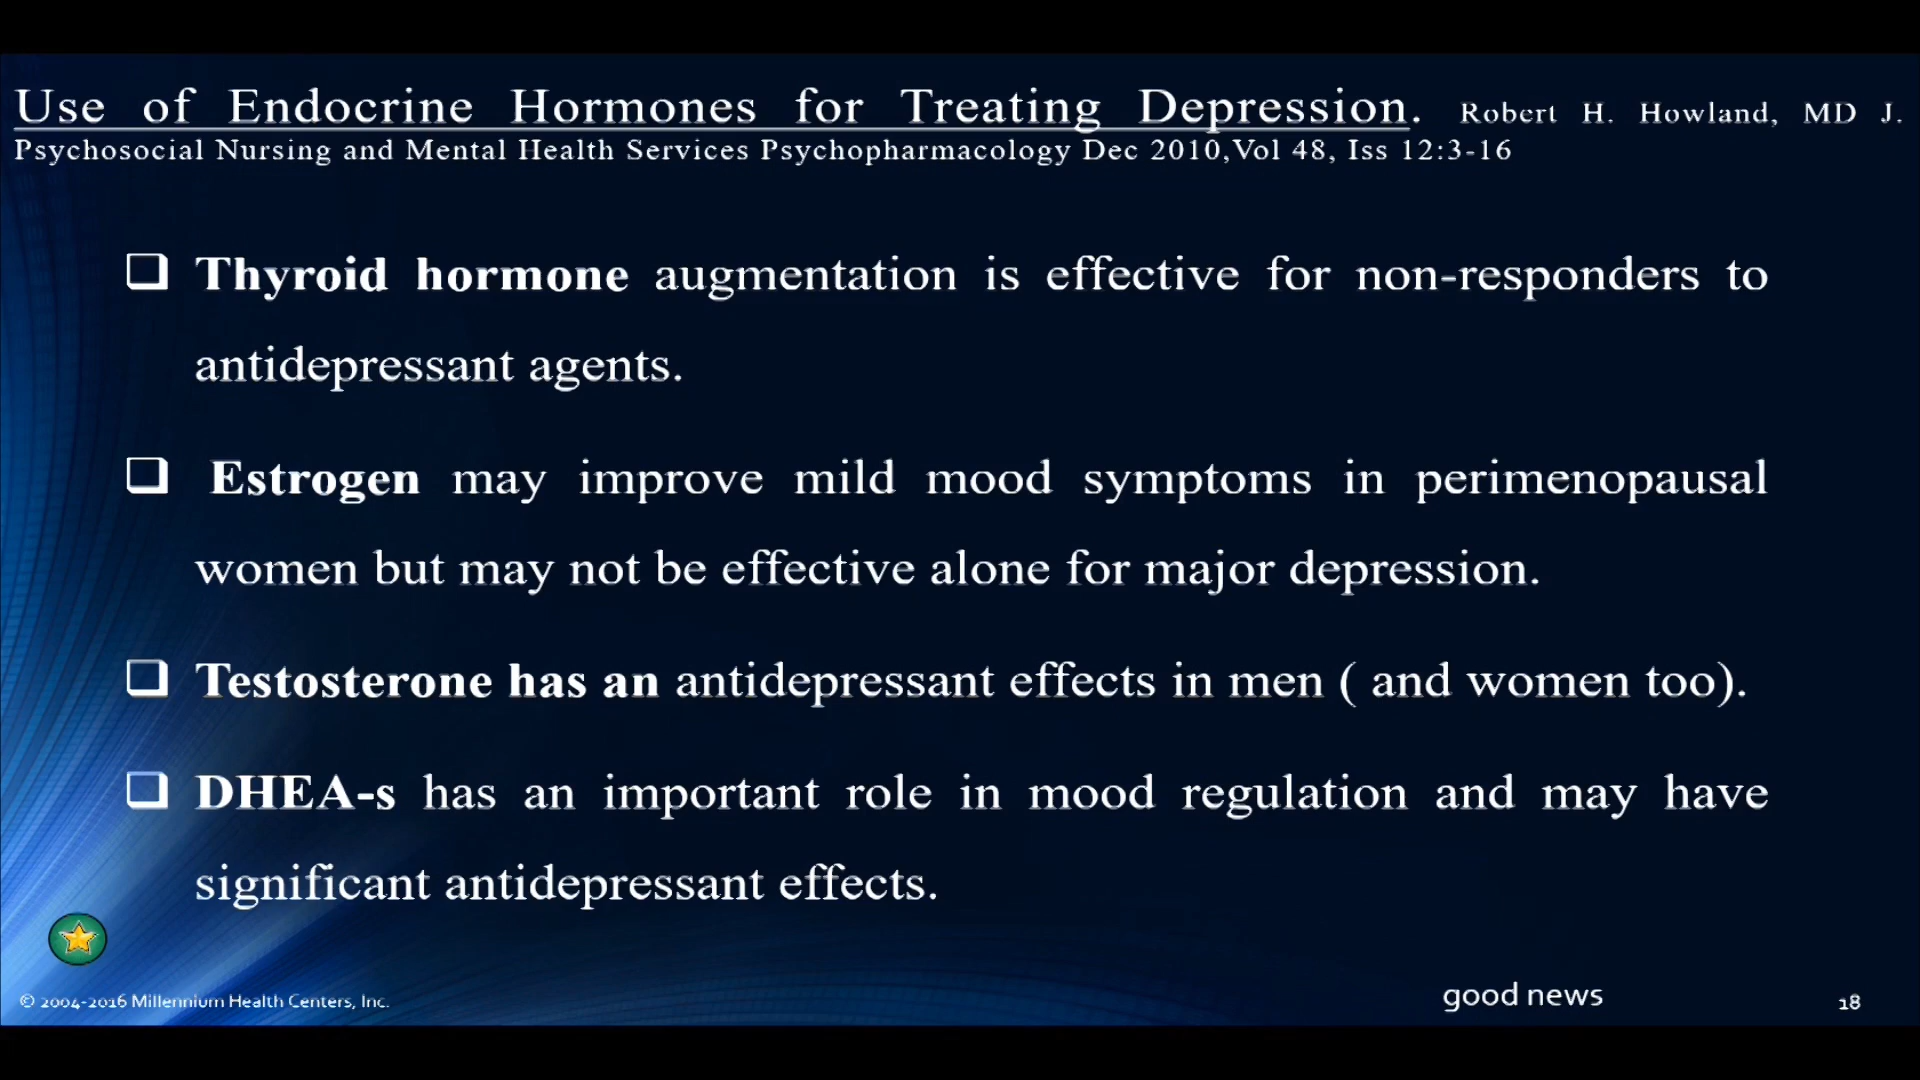 Use of Endocrine Hormones for Treating Depression. Robert H. Howland, MD J.
Psychosocial Nursing and Mental Health Services Psychopharmacology Dec 2010,Vol 48, Iss 12:3-16
❑ Thyroid hormone augmentation is effective for non-responders to
antidepressant agents.
❑ Estrogen may improve mild mood symptoms in perimenopausal
women but may not be effective alone for major depression.
❑ Testosterone has an antidepressant effects in men ( and women too).
❑ DHEA-s has an important role in mood regulation and may have
significant antidepressant effects.
© 2004-2016 Millennium Health Centers, Inc.
good news
18